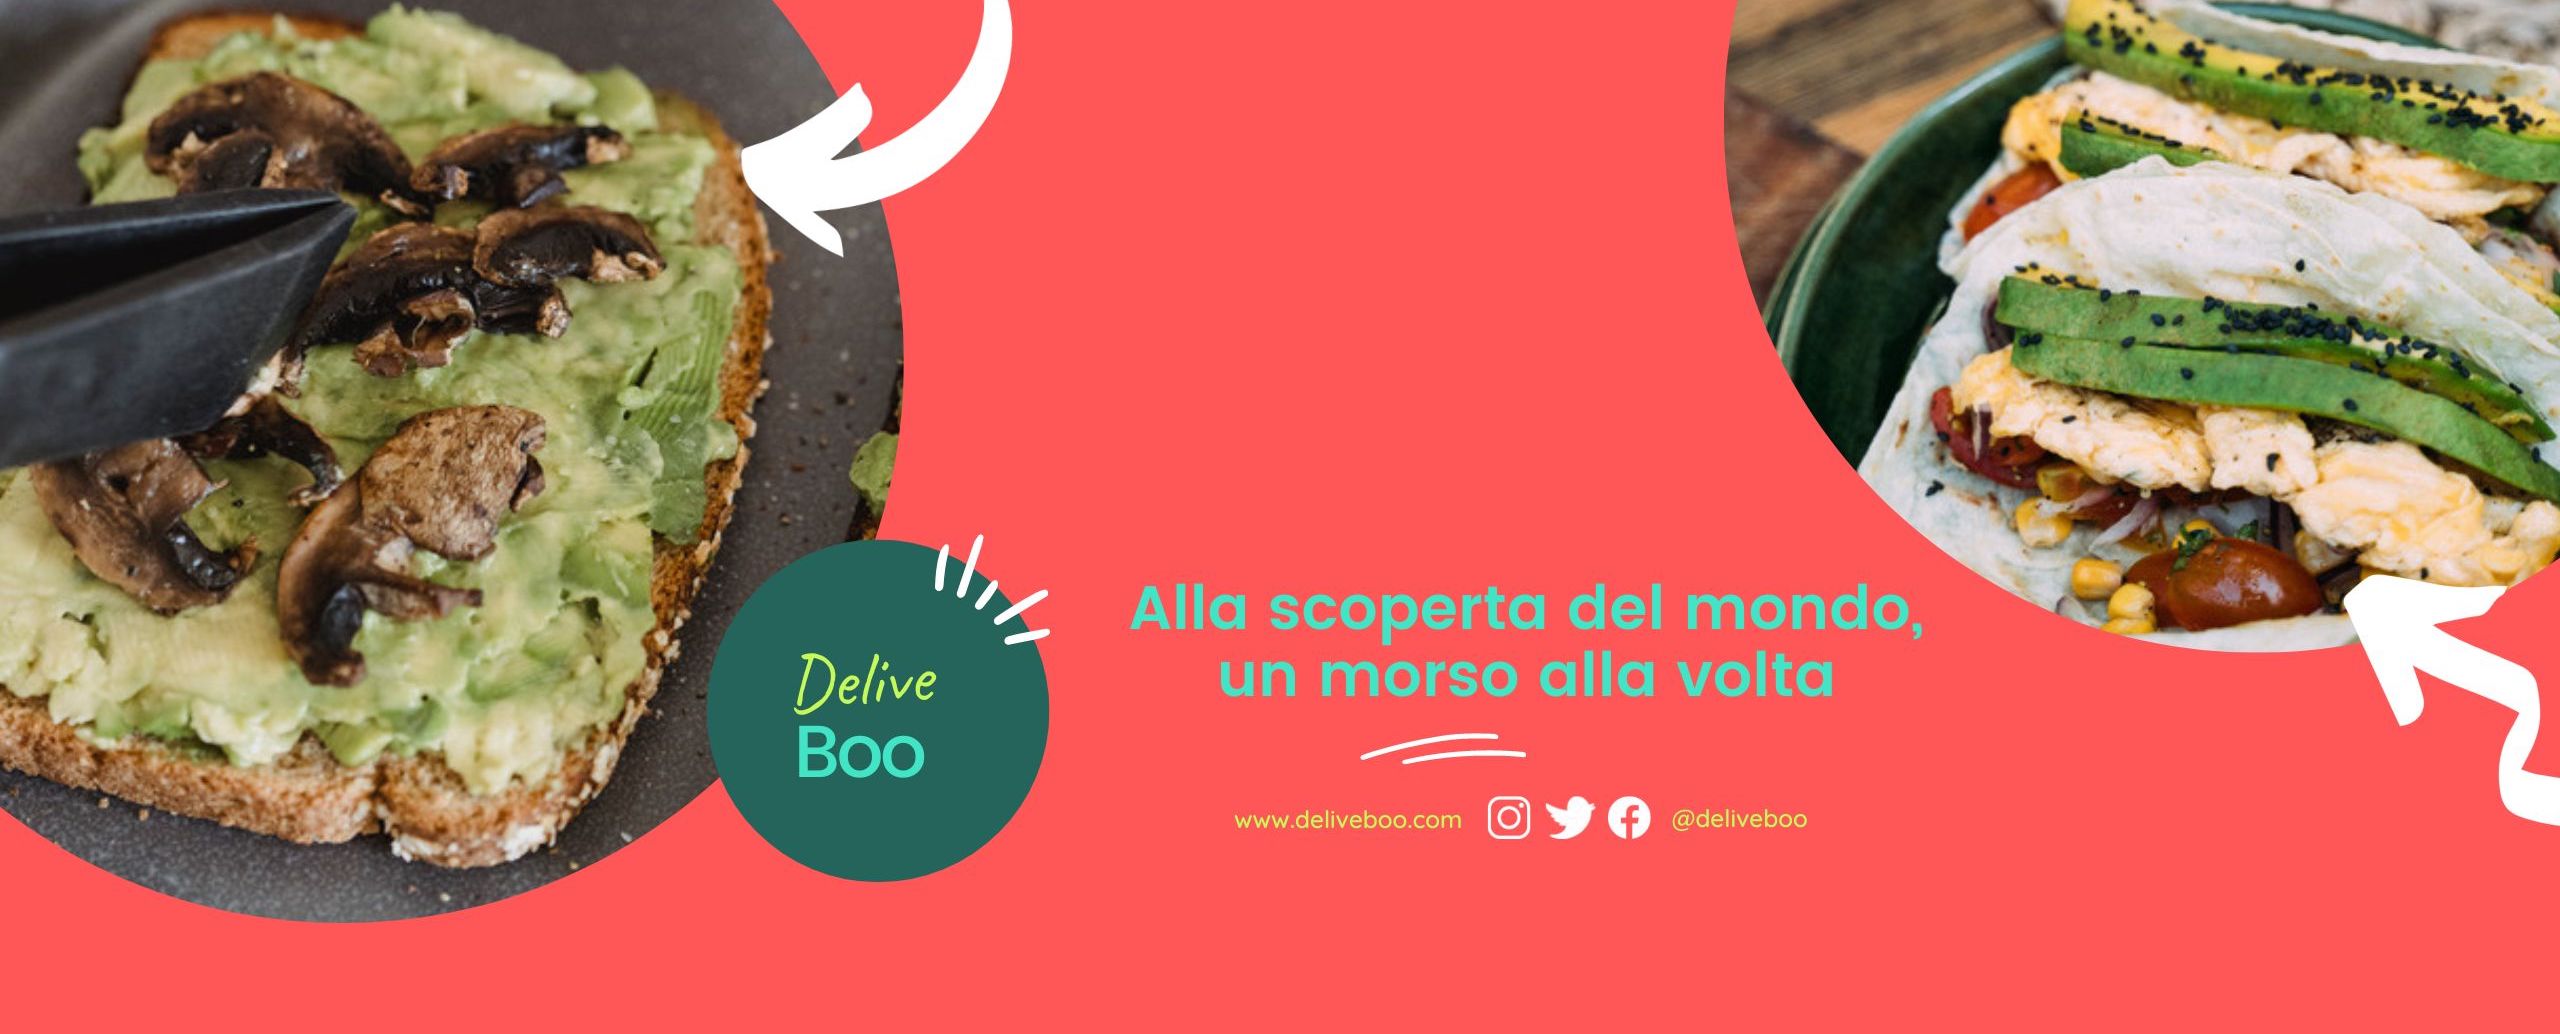 Delive
Boo
Alla scoperta del mondo,
un morso alla volta
www.deliveboo.com @deliveboo